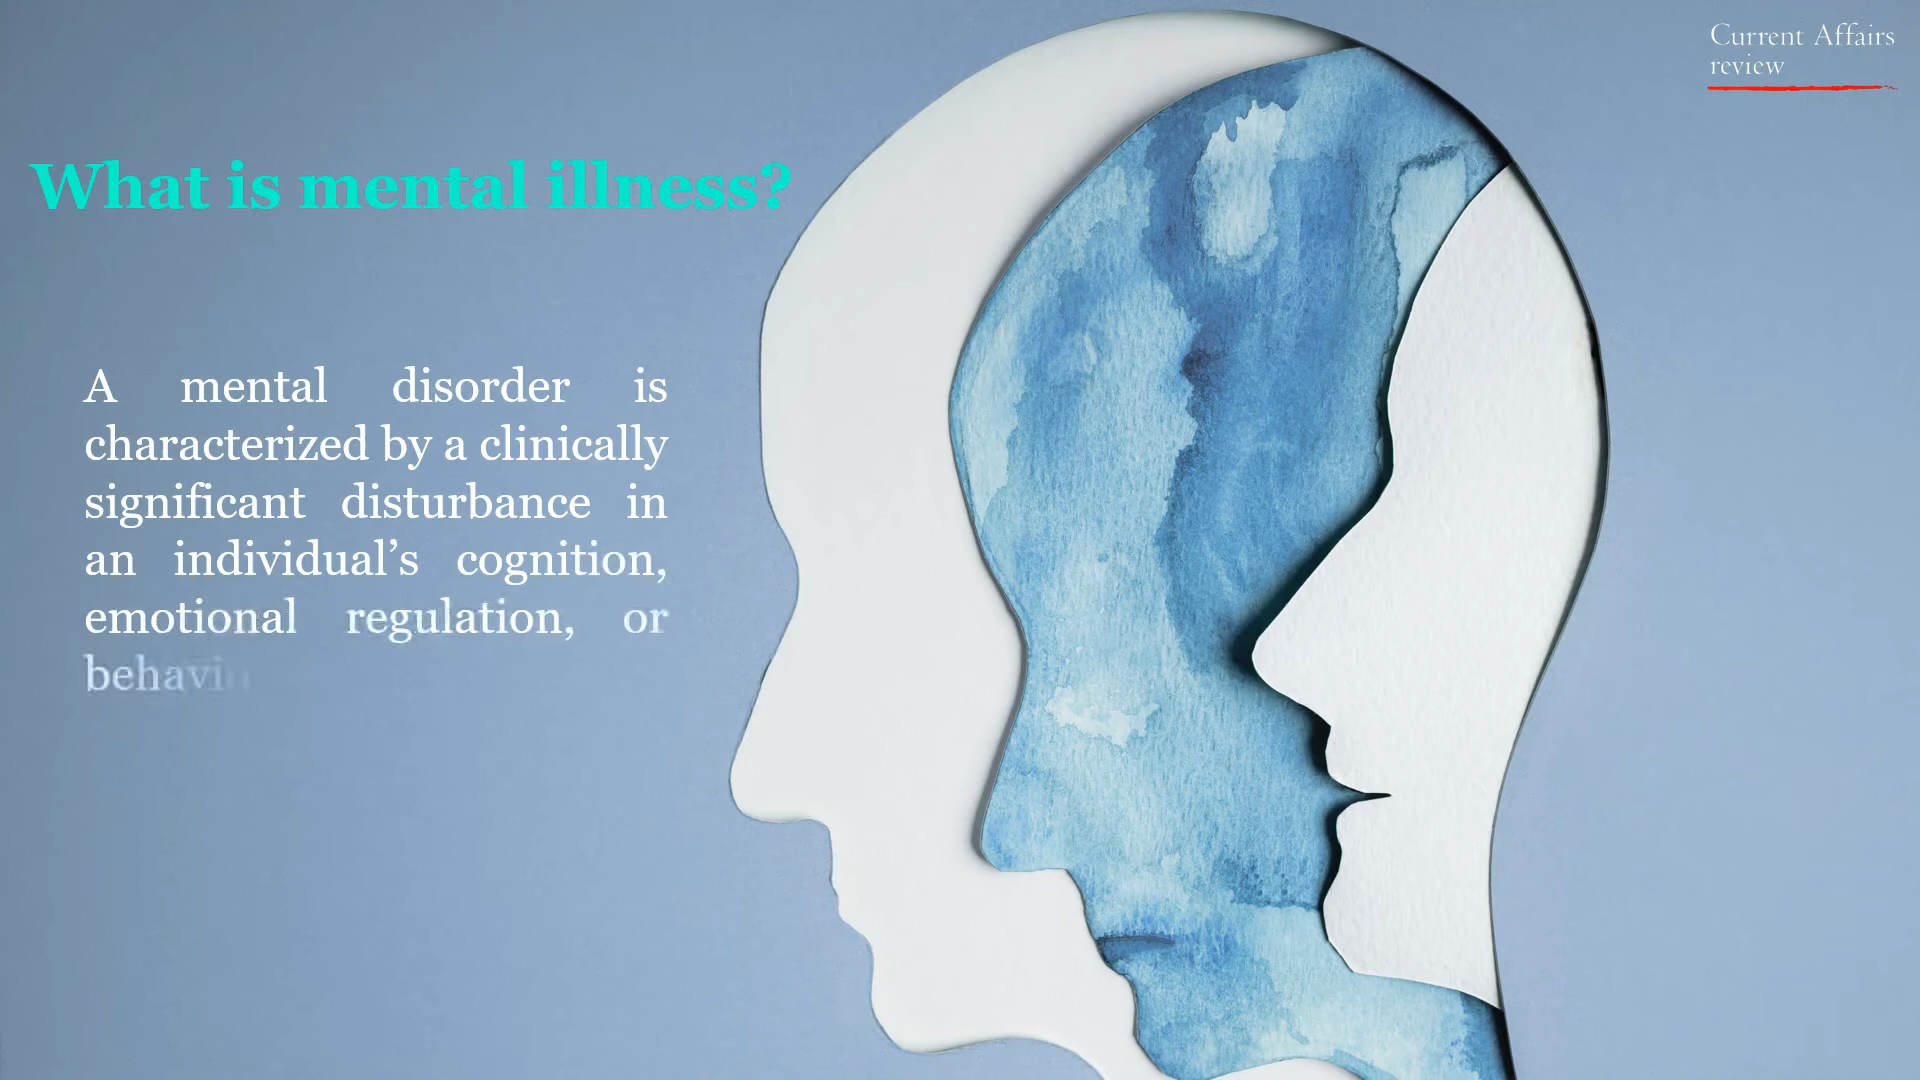 Current Affairs
review
What is mental illness?
A mental disorder is
characterized by a clinically
significant disturbance in
an individual’s cognition,
emotional regulation, or